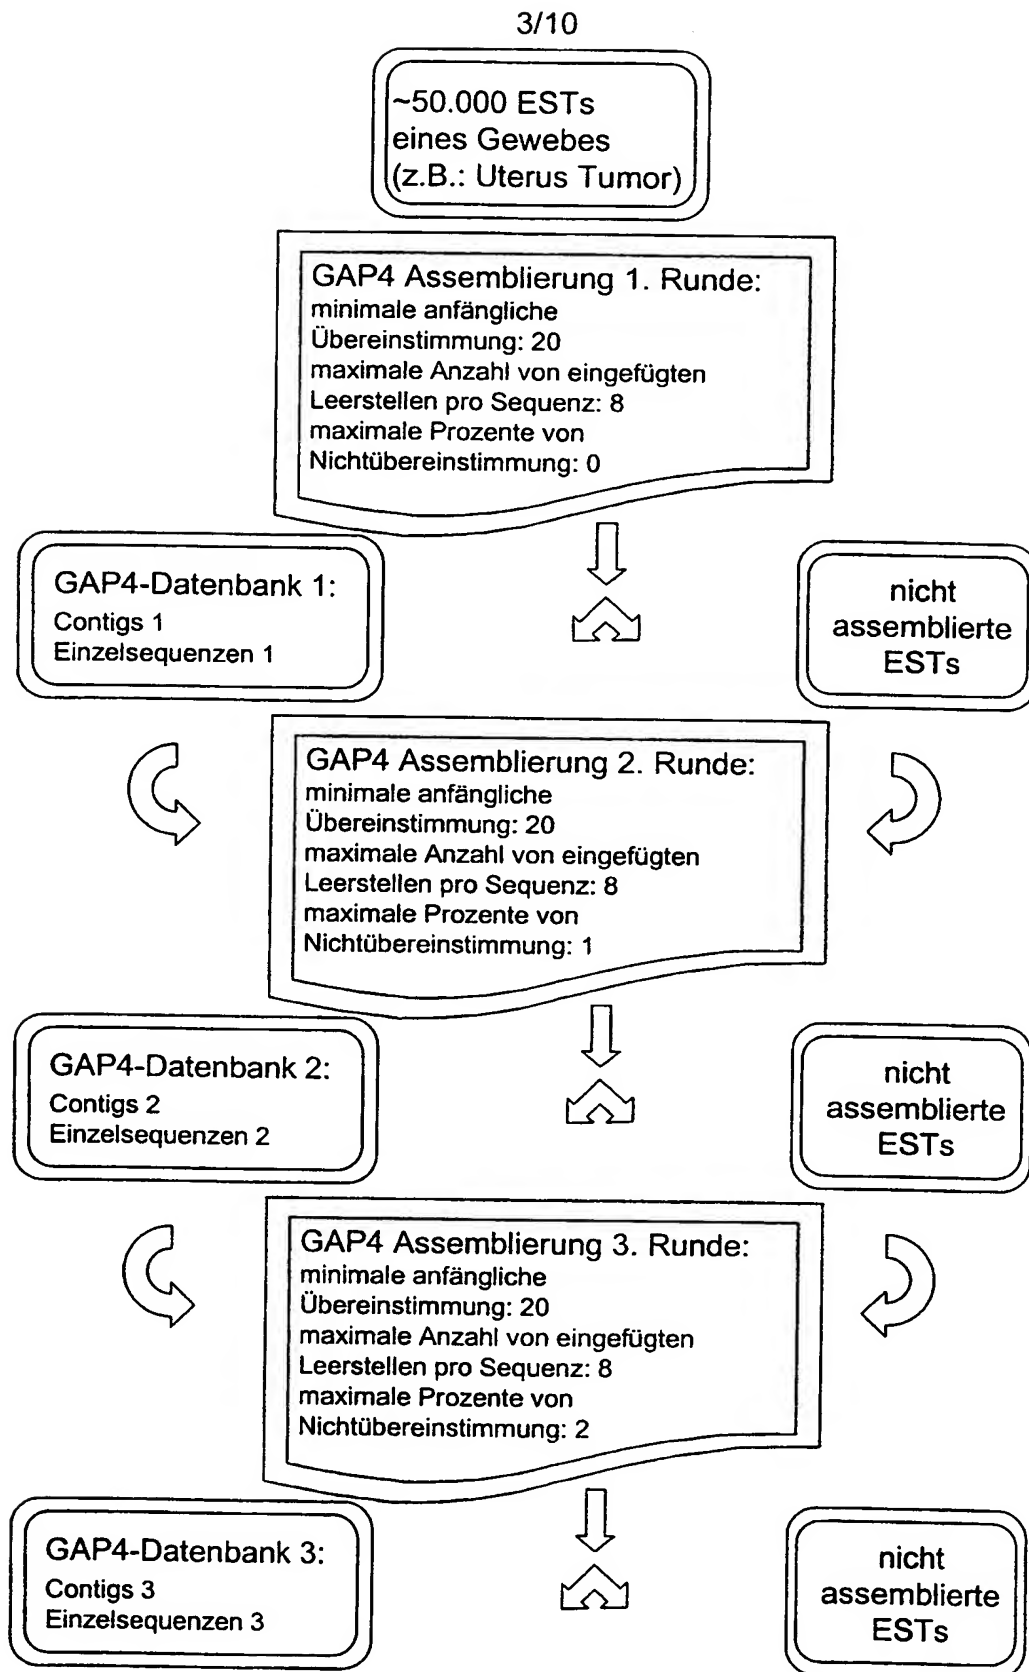 3/10
~50.000 ESTs
eines Gewebes
(z.B.: Uterus Tumor)
GAP4 Assemblierung 1. Runde:
minimale anfängliche
Übereinstimmung: 20
maximale Anzahl von eingefügten
Leerstellen pro Sequenz: 8
maximale Prozente von
Nichtübereinstimmung: 0
GAP4-Datenbank 1:
Contigs 1
Einzelsequenzen 1
nicht
assemblierte
ESTs
GAP4 Assemblierung 2. Runde:
minimale anfängliche
Übereinstimmung: 20
maximale Anzahl von eingefügten
Leerstellen pro Sequenz: 8
maximale Prozente von
Nichtübereinstimmung: 1
GAP4-Datenbank 2:
Contigs 2
Einzelsequenzen 2
nicht
assemblierte
ESTs
GAP4 Assemblierung 3. Runde:
minimale anfängliche
Übereinstimmung: 20
maximale Anzahl von eingefügten
Leerstellen pro Sequenz: 8
maximale Prozente von
Nichtübereinstimmung: 2
GAP4-Datenbank 3:
Contigs 3
Einzelsequenzen 3
nicht
assemblierte
ESTs